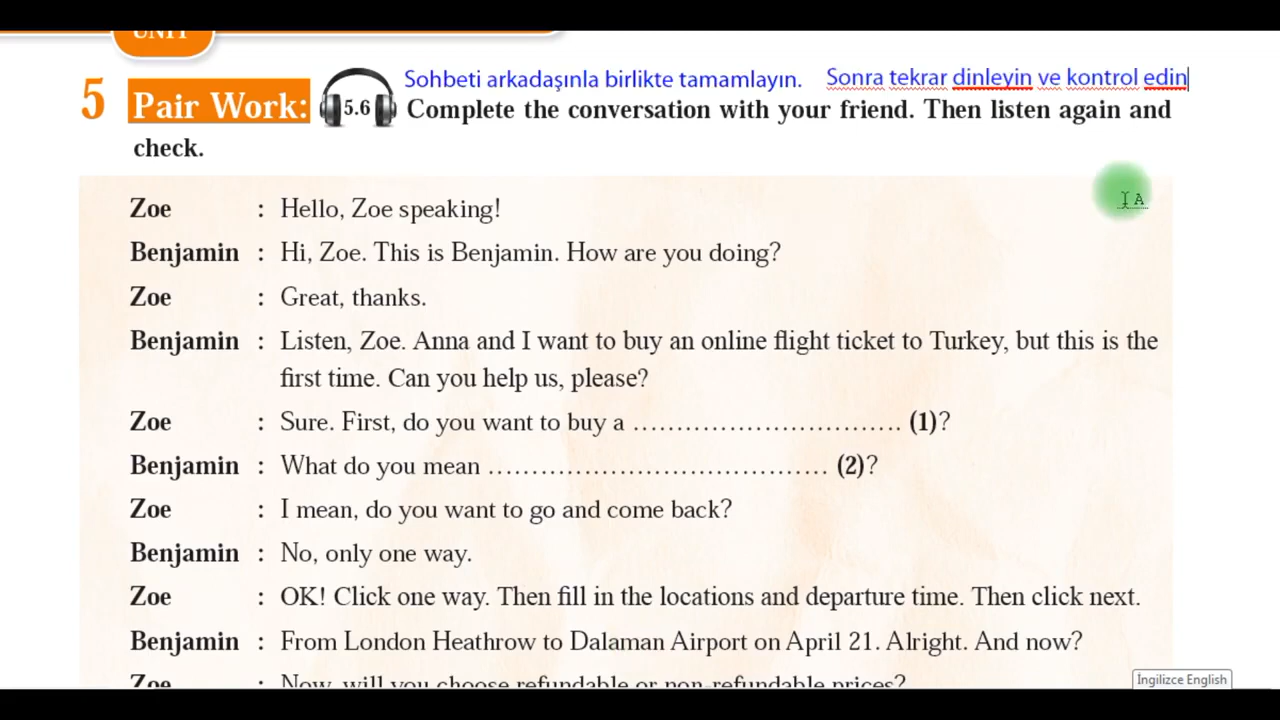 UNIT
Sohbeti arkadaşınla birlikte tamamlayın. Sonra tekrar dinleyin ve kontrol edin
5 Pair Work: 5.6 Complete the conversation with your friend. Then listen again and
check.
Zoe : Hello, Zoe speaking!
Benjamin : Hi, Zoe. This is Benjamin. How are you doing?
Zoe : Great, thanks.
Benjamin : Listen, Zoe. Anna and I want to buy an online flight ticket to Turkey, but this is the
first time. Can you help us, please?
Zoe : Sure. First, do you want to buy a ............................... (1)?
Benjamin : What do you mean ....................................... (2)?
Zoe : I mean, do you want to go and come back?
Benjamin : No, only one way.
Zoe : OK! Click one way. Then fill in the locations and departure time. Then click next.
Benjamin : From London Heathrow to Dalaman Airport on April 21. Alright. And now?
Zoe : Now, will you choose refundable or non-refundable prices?
İngilizce English